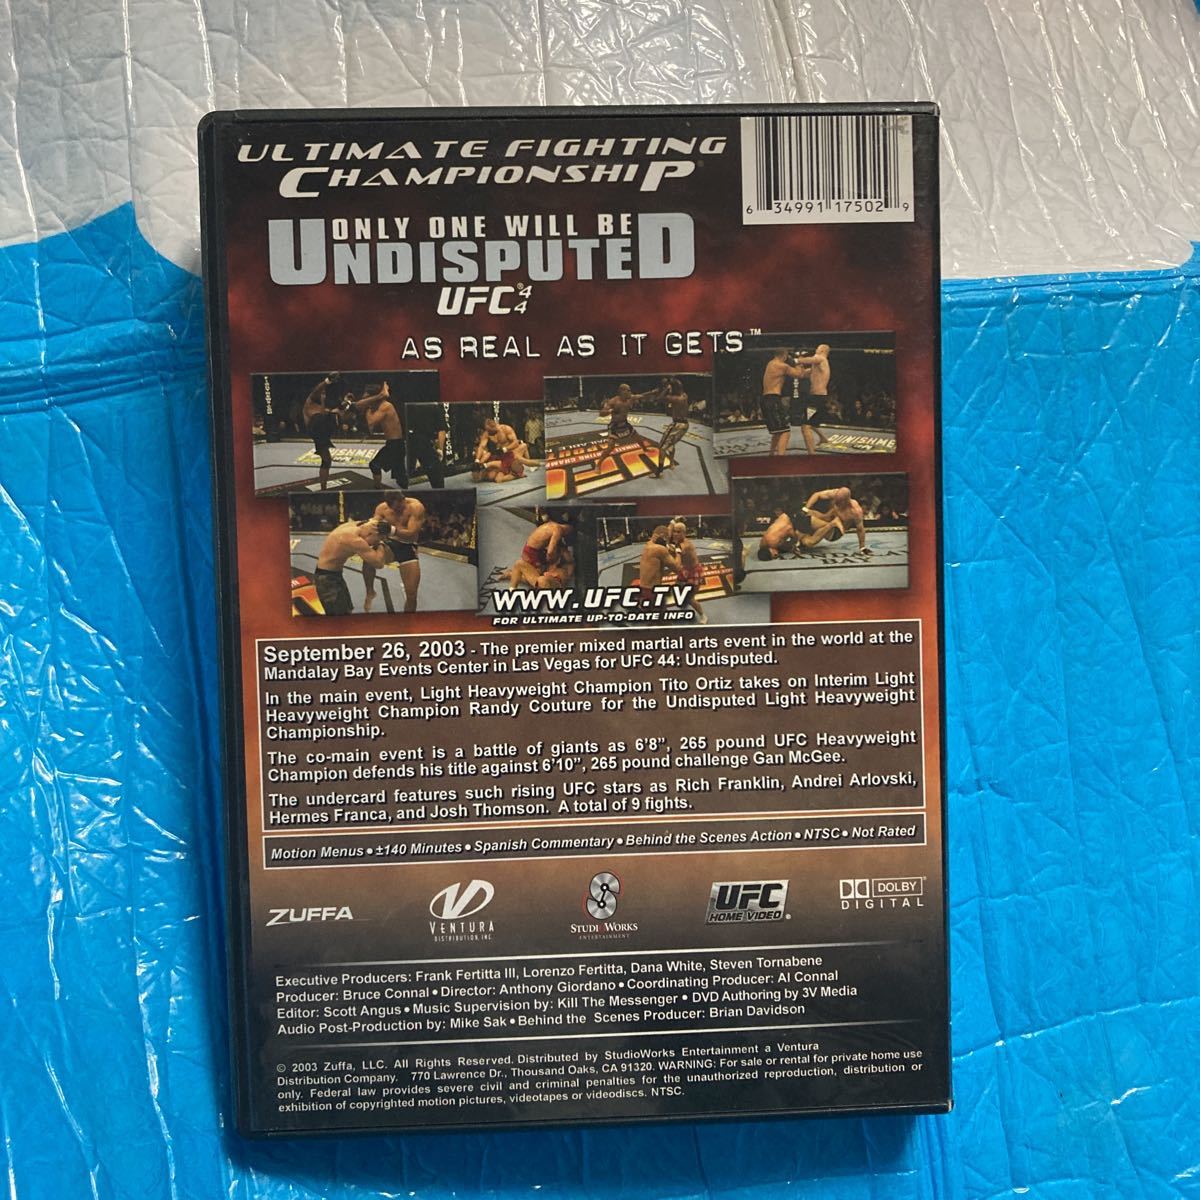 ULTIMATE FIGHTING
CHAMPIONSHIP®
6 34991 17502 9
ONLY ONE WILL BE
UNDISPUTED
UFC® 44
AS REAL AS IT GETS™
WWW.UFC.TV
FOR ULTIMATE UP-TO-DATE INFO
September 26, 2003 - The premier mixed martial arts event in the world at the
Mandalay Bay Events Center in Las Vegas for UFC 44: Undisputed.
In the main event, Light Heavyweight Champion Tito Ortiz takes on Interim Light
Heavyweight Champion Randy Couture for the Undisputed Light Heavyweight
Championship.
The co-main event is a battle of giants as 6'8", 265 pound UFC Heavyweight
Champion defends his title against 6'10", 265 pound challenge Gan McGee.
The undercard features such rising UFC stars as Rich Franklin, Andrei Arlovski,
Hermes Franca, and Josh Thomson. A total of 9 fights.
Motion Menus • ±140 Minutes • Spanish Commentary • Behind the Scenes Action • NTSC • Not Rated
ZUFFA
VENTURA
DISTRIBUTION, INC.
STUDIOWORKS
ENTERTAINMENT
UFC
HOME VIDEO®
DOLBY®
DIGITAL
Executive Producers: Frank Fertitta III, Lorenzo Fertitta, Dana White, Steven Tornabene
Producer: Bruce Connal • Director: Anthony Giordano • Coordinating Producer: Al Connal
Editor: Scott Angus • Music Supervision by: Kill The Messenger • DVD Authoring by 3V Media
Audio Post-Production by: Mike Sak • Behind the Scenes Producer: Brian Davidson
© 2003 Zuffa, LLC. All Rights Reserved. Distributed by StudioWorks Entertainment a Ventura
Distribution Company. 770 Lawrence Dr., Thousand Oaks, CA 91320. WARNING: For sale or rental for private home use
only. Federal law provides severe civil and criminal penalties for the unauthorized reproduction, distribution or
exhibition of copyrighted motion pictures, videotapes or videodiscs. NTSC.